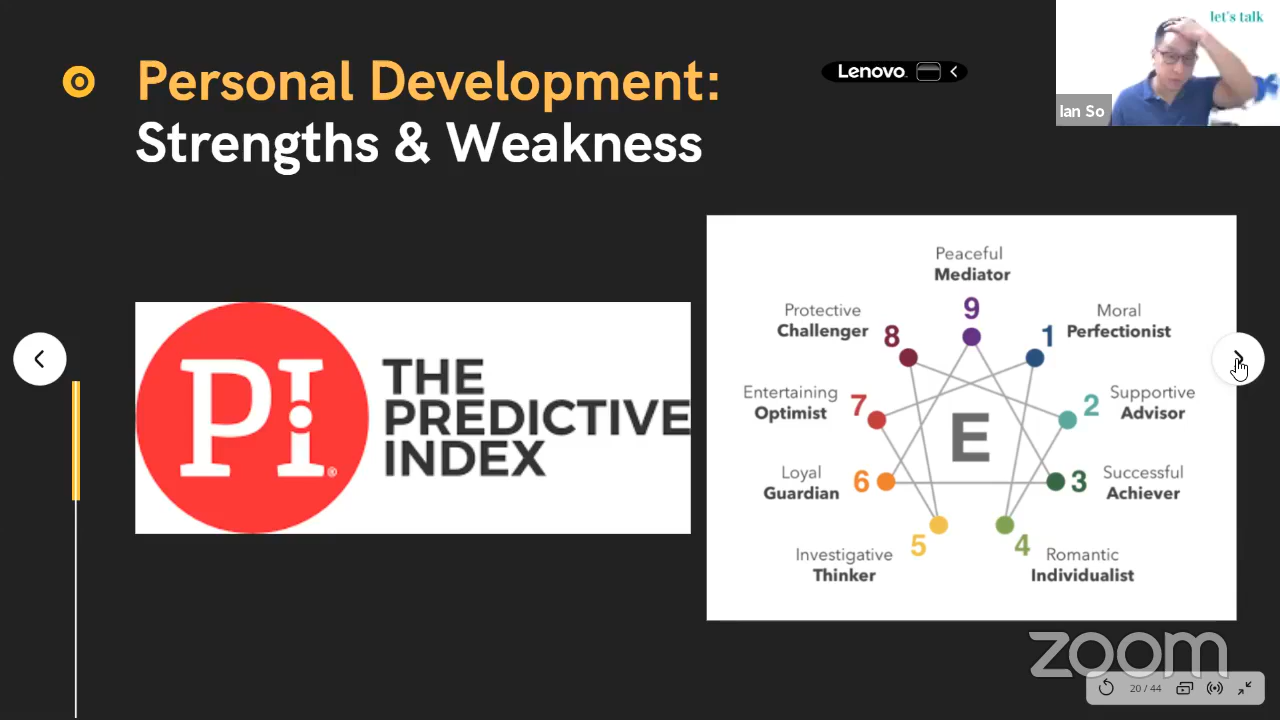 Personal Development:
Strengths & Weakness
Lenovo
let's talk
Ian So
PI
THE
PREDICTIVE
INDEX
Peaceful
Mediator
9
Protective
Challenger
8
Moral
Perfectionist
1
Entertaining
Optimist
7
Supportive
Advisor
2
E
Loyal
Guardian
6
Successful
Achiever
3
Investigative
Thinker
5
Romantic
Individualist
4
zoom
20 / 44